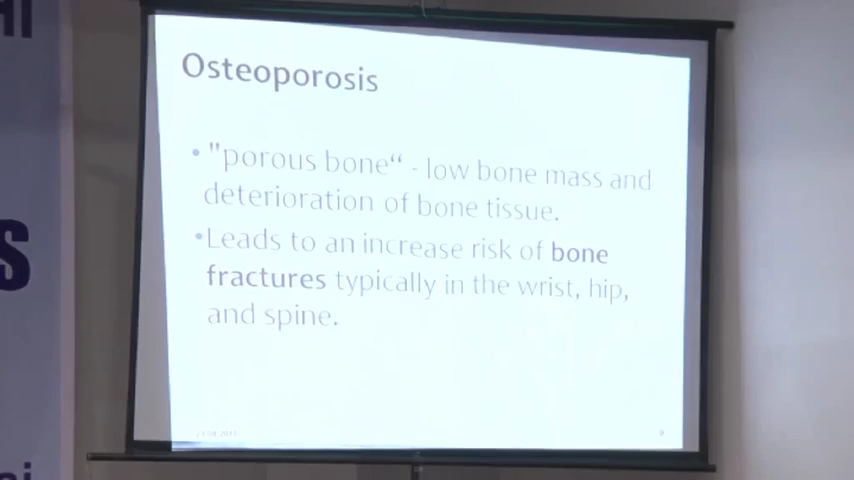 Osteoporosis
• "porous bone“ - low bone mass and
deterioration of bone tissue.
•Leads to an increase risk of bone
fractures typically in the wrist, hip,
and spine.
9